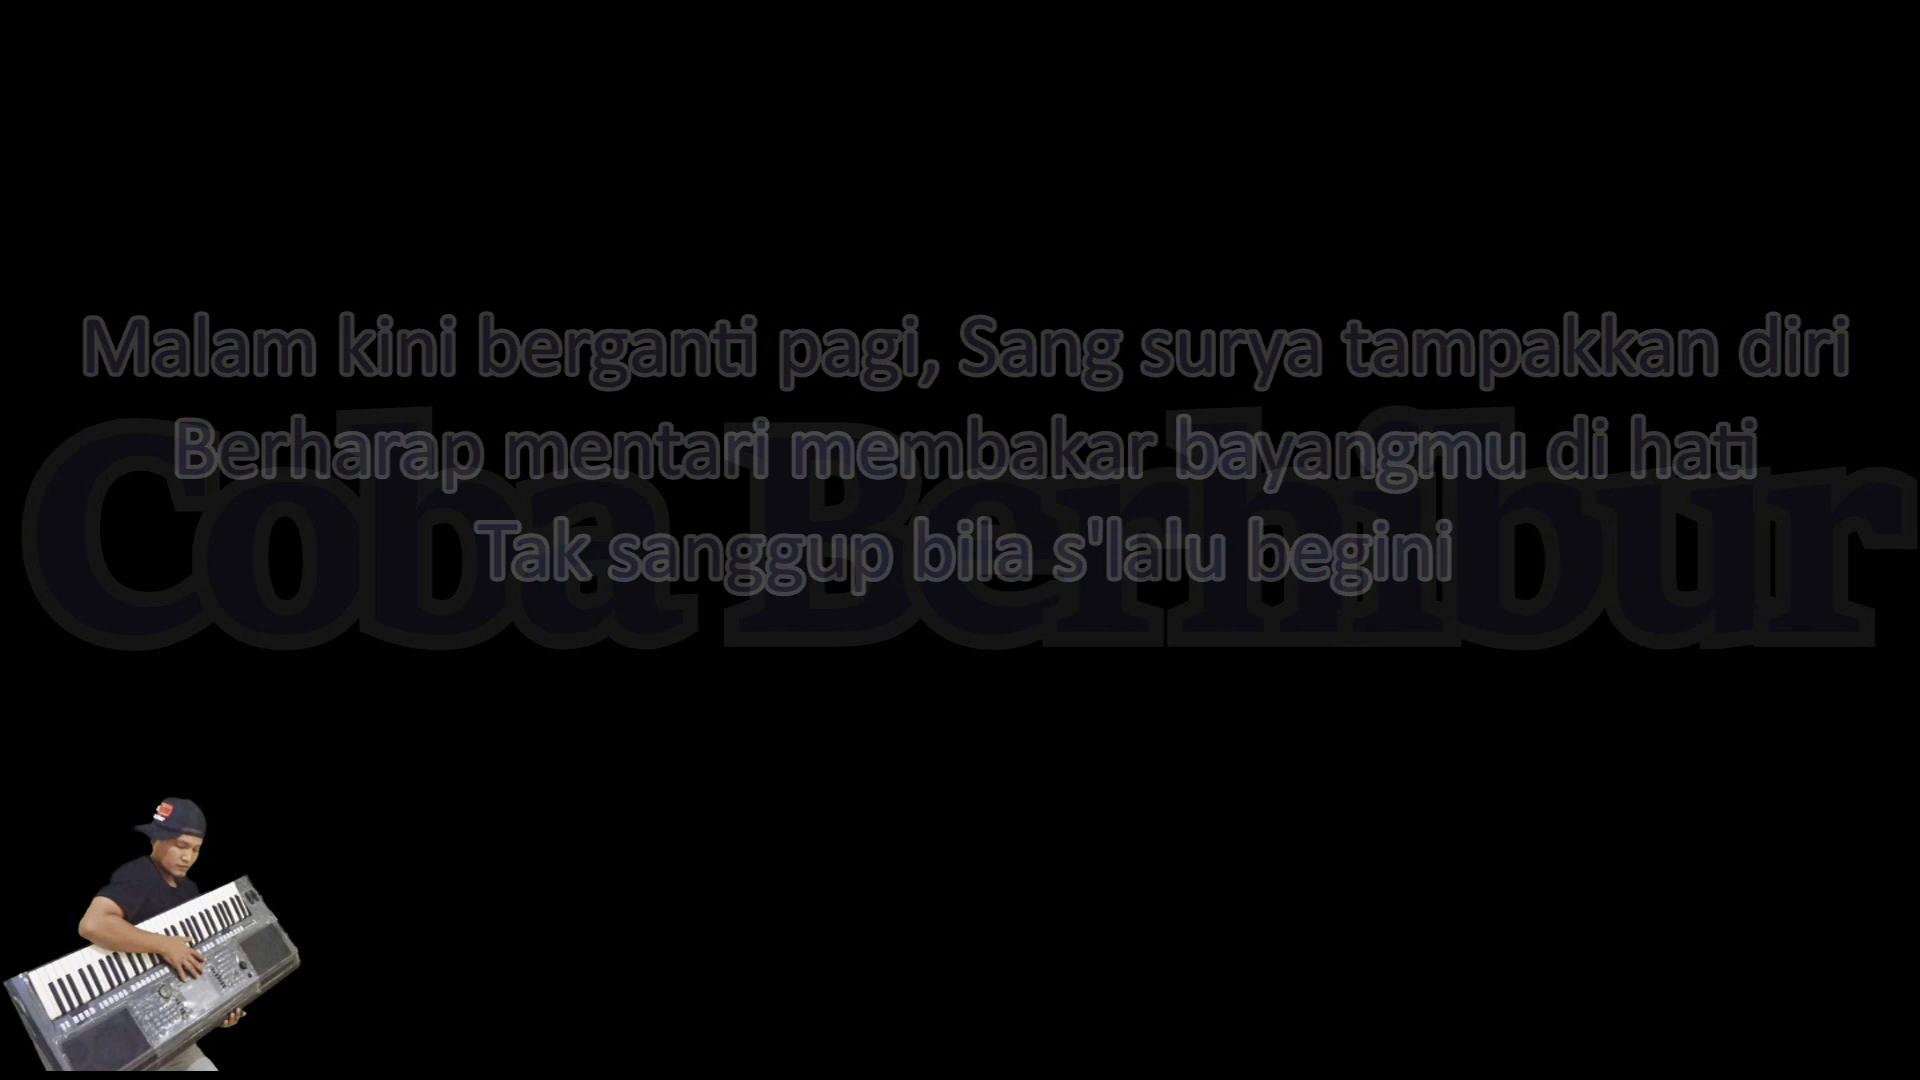 Malam kini berganti pagi, Sang surya tampakkan diri
Berharap mentari membakar bayangmu di hati
Tak sanggup bila s'lalu begini
Coba Berhibur